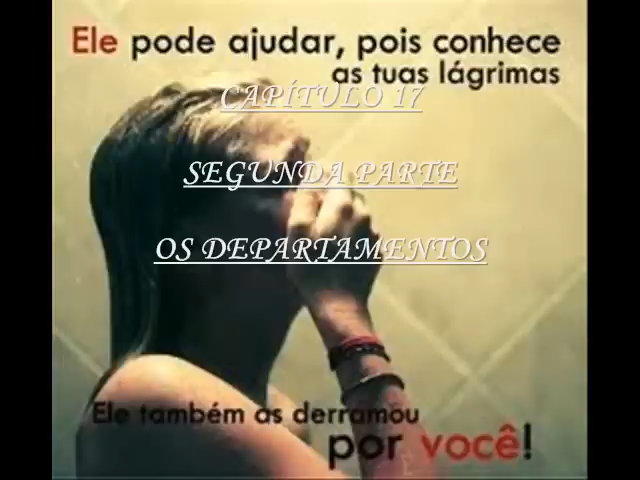 Ele pode ajudar, pois conhece
as tuas lágrimas
CAPÍTULO 17
SEGUNDA PARTE
OS DEPARTAMENTOS
Ele também as derramou
por você!